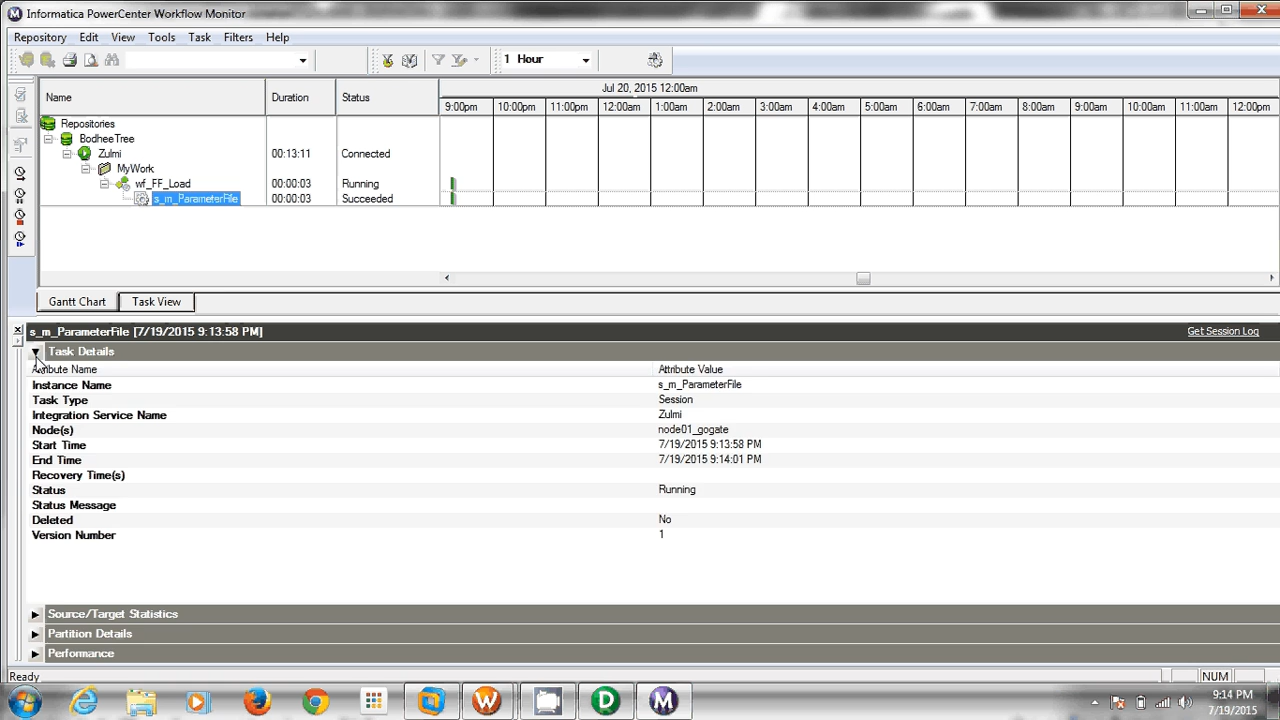 Informatica PowerCenter Workflow Monitor
Repository Edit View Tools Task Filters Help
1 Hour
Name Duration Status Jul 20, 2015 12:00am
9:00pm 10:00pm 11:00pm 12:00am 1:00am 2:00am 3:00am 4:00am 5:00am 6:00am 7:00am 8:00am 9:00am 10:00am 11:00am 12:00pm
Repositories
BodheeTree
Zulmi 00:13:11 Connected
MyWork
wf_FF_Load 00:00:03 Running
s_m_ParameterFile 00:00:03 Succeeded
Gantt Chart Task View
s_m_ParameterFile [7/19/2015 9:13:58 PM] Get Session Log
Task Details
Attribute Name Attribute Value
Instance Name s_m_ParameterFile
Task Type Session
Integration Service Name Zulmi
Node(s) node01_gogate
Start Time 7/19/2015 9:13:58 PM
End Time 7/19/2015 9:14:01 PM
Recovery Time(s)
Status Running
Status Message
Deleted No
Version Number 1
Source/Target Statistics
Partition Details
Performance
Ready NUM
9:14 PM
7/19/2015